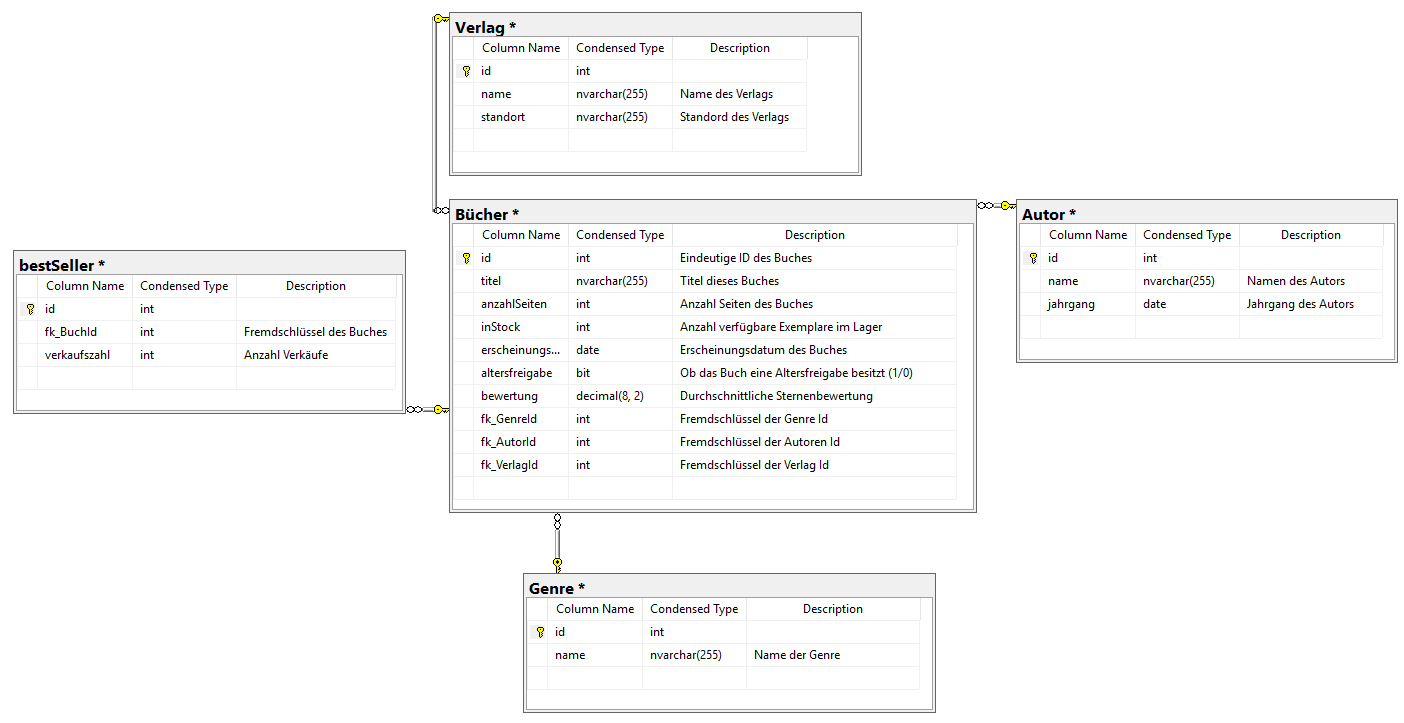 Verlag *
Column Name Condensed Type Description
id int
name nvarchar(255) Name des Verlags
standort nvarchar(255) Standord des Verlags
Bücher *
Column Name Condensed Type Description
id int Eindeutige ID des Buches
titel nvarchar(255) Titel dieses Buches
anzahlSeiten int Anzahl Seiten des Buches
inStock int Anzahl verfügbare Exemplare im Lager
erscheinungs... date Erscheinungsdatum des Buches
altersfreigabe bit Ob das Buch eine Altersfreigabe besitzt (1/0)
bewertung decimal(8, 2) Durchschnittliche Sternenbewertung
fk_GenreId int Fremdschlüssel der Genre Id
fk_AutorId int Fremdschlüssel der Autoren Id
fk_VerlagId int Fremdschlüssel der Verlag Id
Autor *
Column Name Condensed Type Description
id int
name nvarchar(255) Namen des Autors
jahrgang date Jahrgang des Autors
bestSeller *
Column Name Condensed Type Description
id int
fk_BuchId int Fremdschlüssel des Buches
verkaufszahl int Anzahl Verkäufe
Genre *
Column Name Condensed Type Description
id int
name nvarchar(255) Name der Genre